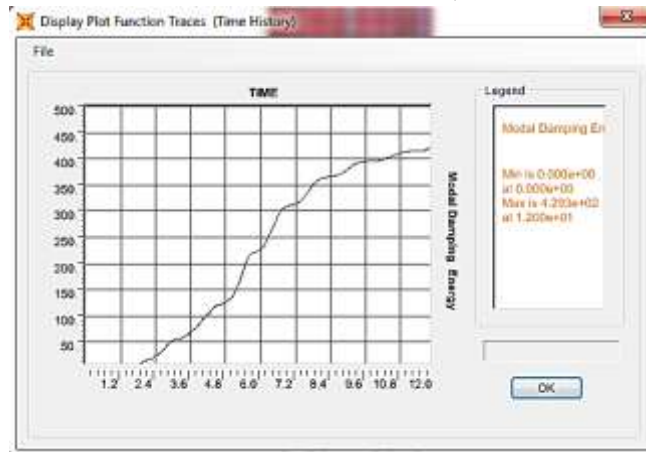 Display Plot Function Traces (Time History)
File
TIME
Legend
500.
450.
400.
350.
300.
250.
200.
150.
100.
50.
1.2 2.4 3.6 4.8 6.0 7.2 8.4 9.6 10.8 12.0
Modal Damping Energy
Modal Damping En
Min is 0.000e+00
at 0.000e+00
Max is 4.293e+02
at 1.200e+01
OK